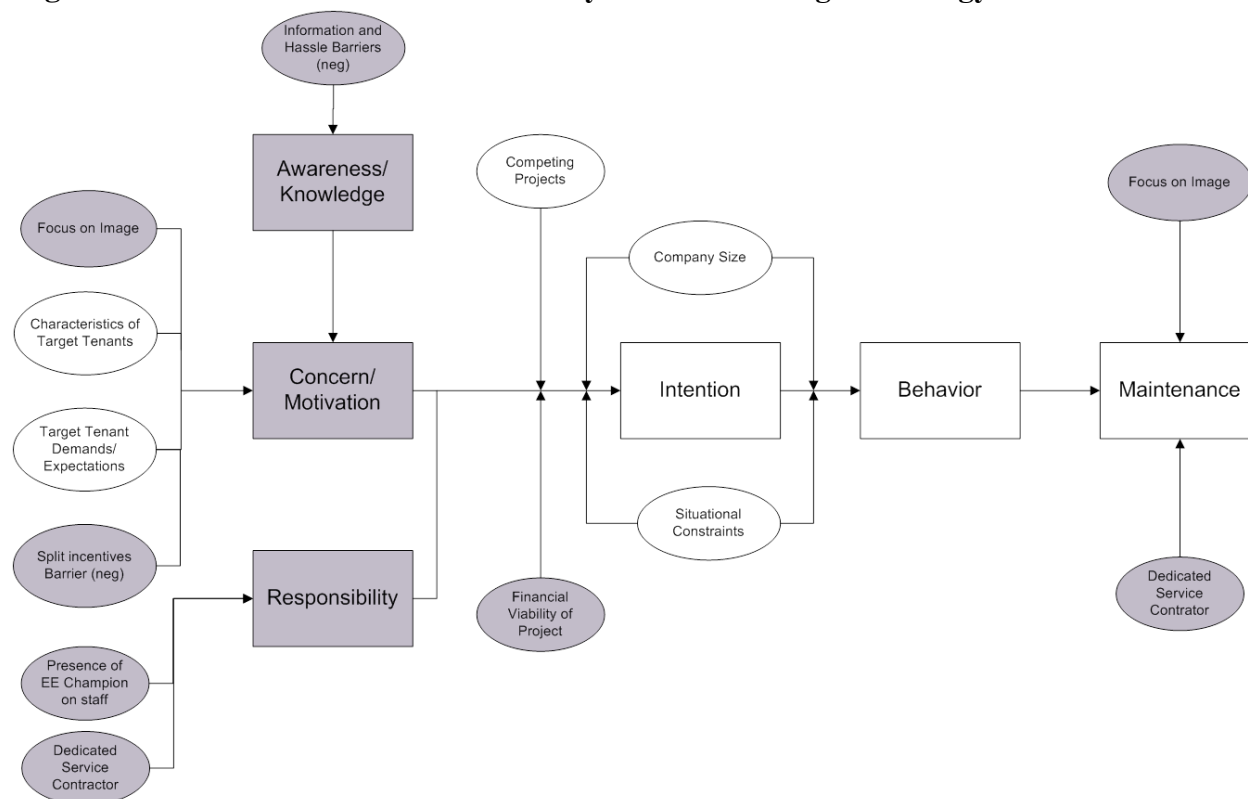 Information and
Hassle Barriers
(neg)
Awareness/
Knowledge
Competing
Projects
Focus on Image
Focus on Image
Company Size
Characteristics of
Target Tenants
Concern/
Motivation
Intention
Behavior
Maintenance
Target Tenant
Demands/
Expectations
Situational
Constraints
Split incentives
Barrier (neg)
Responsibility
Financial
Viability of
Project
Dedicated
Service
Contrator
Presence of
EE Champion
on staff
Dedicated
Service
Contractor